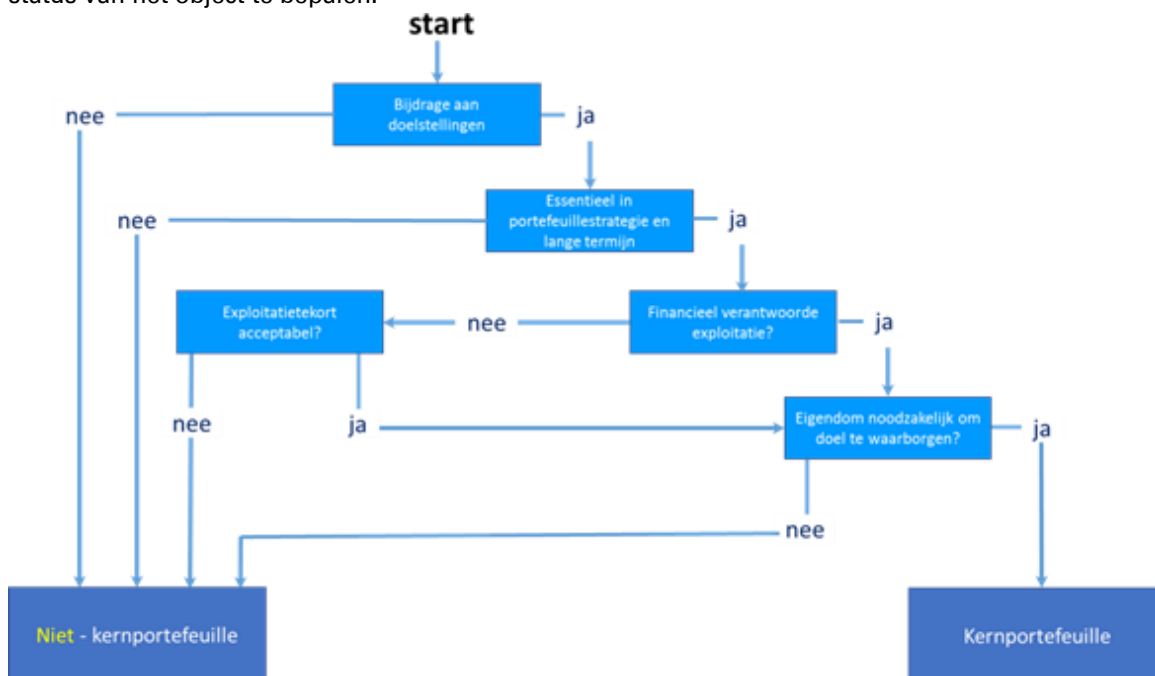 status van het object te bepalen.
start
Bijdrage aan
doelstellingen
nee
ja
Essentieel in
portefeuillestrategie en
lange termijn
nee
ja
Exploitatietekort
acceptabel?
nee
Financieel verantwoorde
exploitatie?
ja
nee
ja
Eigendom noodzakelijk om
doel te waarborgen?
ja
nee
Niet - kernportefeuille
Kernportefeuille